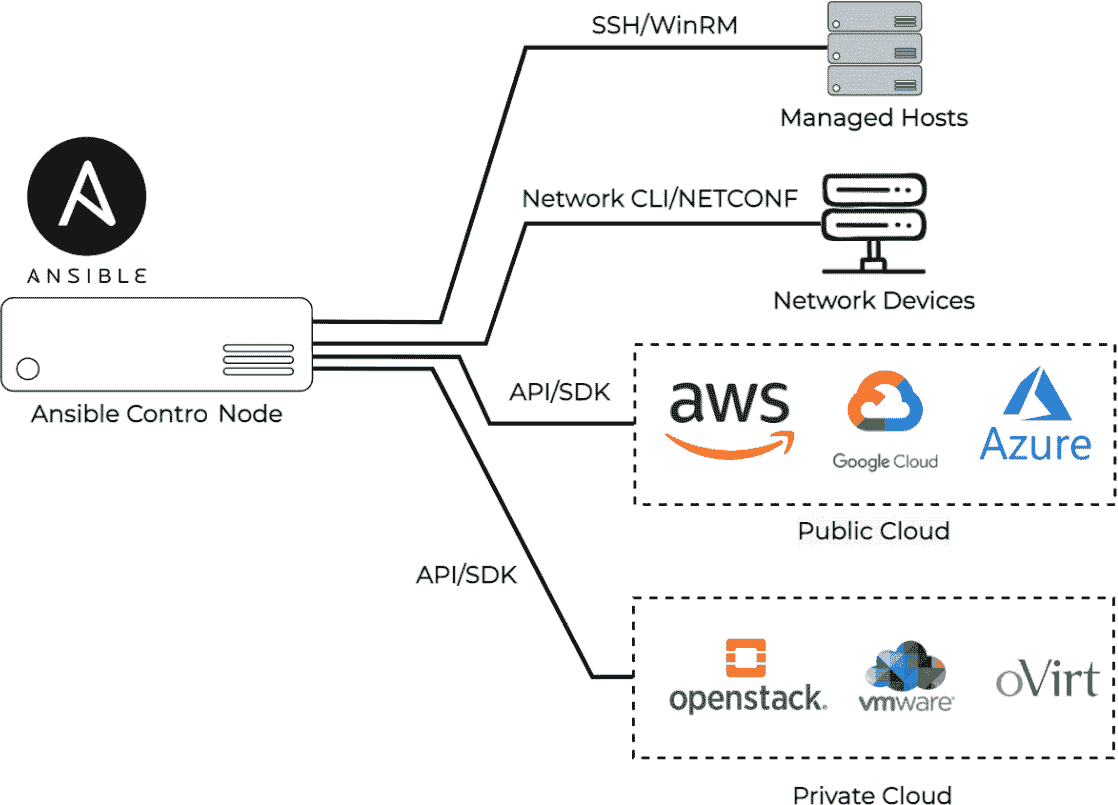 SSH/WinRM
Managed Hosts
ANSIBLE
Network CLI/NETCONF
Network Devices
Ansible Contro Node
API/SDK
aws
Google Cloud
Azure
Public Cloud
API/SDK
openstack.
vmware®
oVirt
Private Cloud